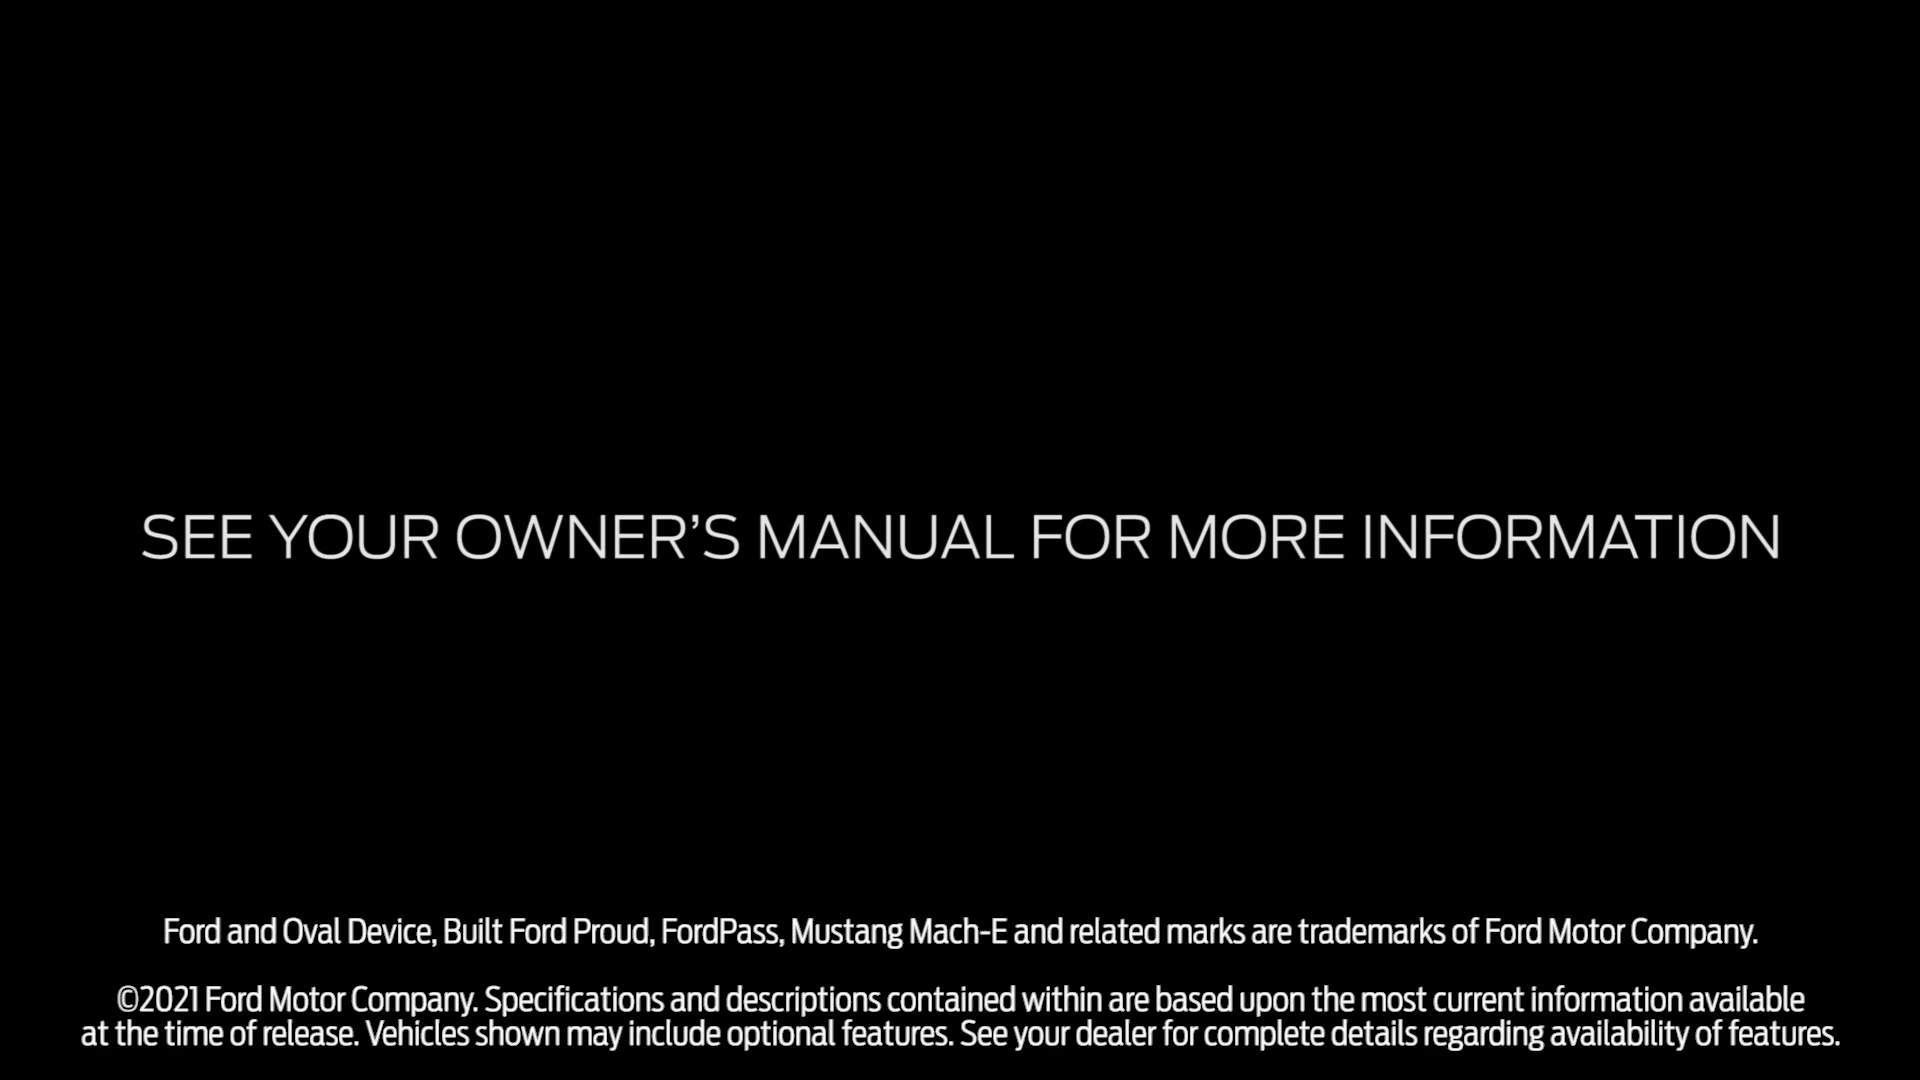 SEE YOUR OWNER’S MANUAL FOR MORE INFORMATION
Ford and Oval Device, Built Ford Proud, FordPass, Mustang Mach-E and related marks are trademarks of Ford Motor Company.
©2021 Ford Motor Company. Specifications and descriptions contained within are based upon the most current information available
at the time of release. Vehicles shown may include optional features. See your dealer for complete details regarding availability of features.